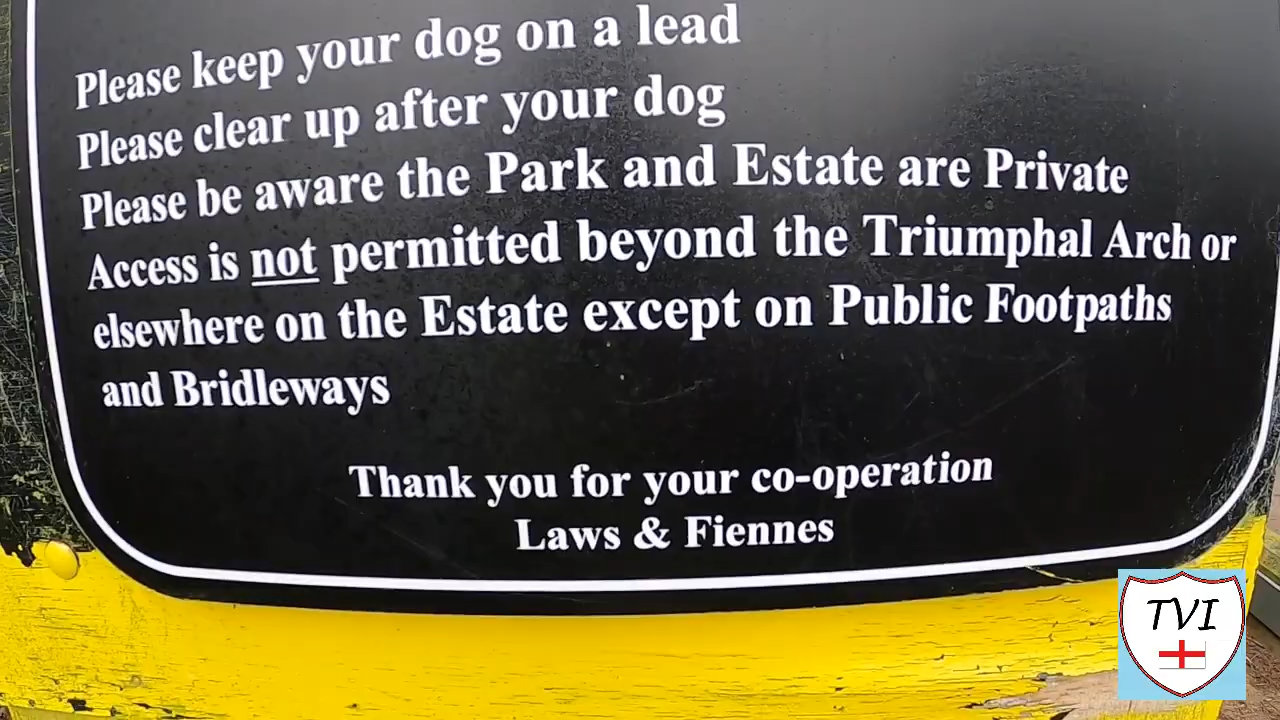 Please keep your dog on a lead
Please clear up after your dog
Please be aware the Park and Estate are Private
Access is not permitted beyond the Triumphal Arch or
elsewhere on the Estate except on Public Footpaths
and Bridleways
Thank you for your co-operation
Laws & Fiennes
TVI